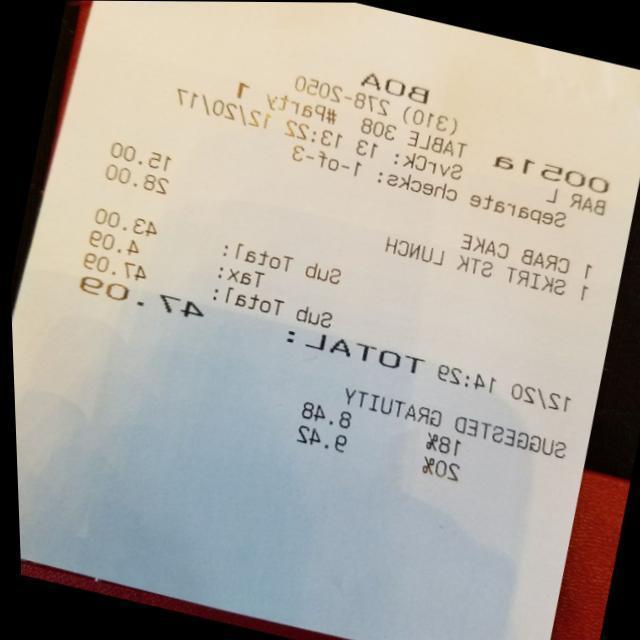 BOA
(310) 278-2050
0051a TABLE 308 #Party 1
BAR L SvrCk: 13 13:22 12/20/17
Separate checks: 1-of-3
1 CRAB CAKE 15.00
1 SKIRT STK LUNCH 28.00
Sub Total: 43.00
Tax: 4.09
Sub Total: 47.09
12/20 14:29 TOTAL: 47.09
SUGGESTED GRATUITY
18% 8.48
20% 9.42